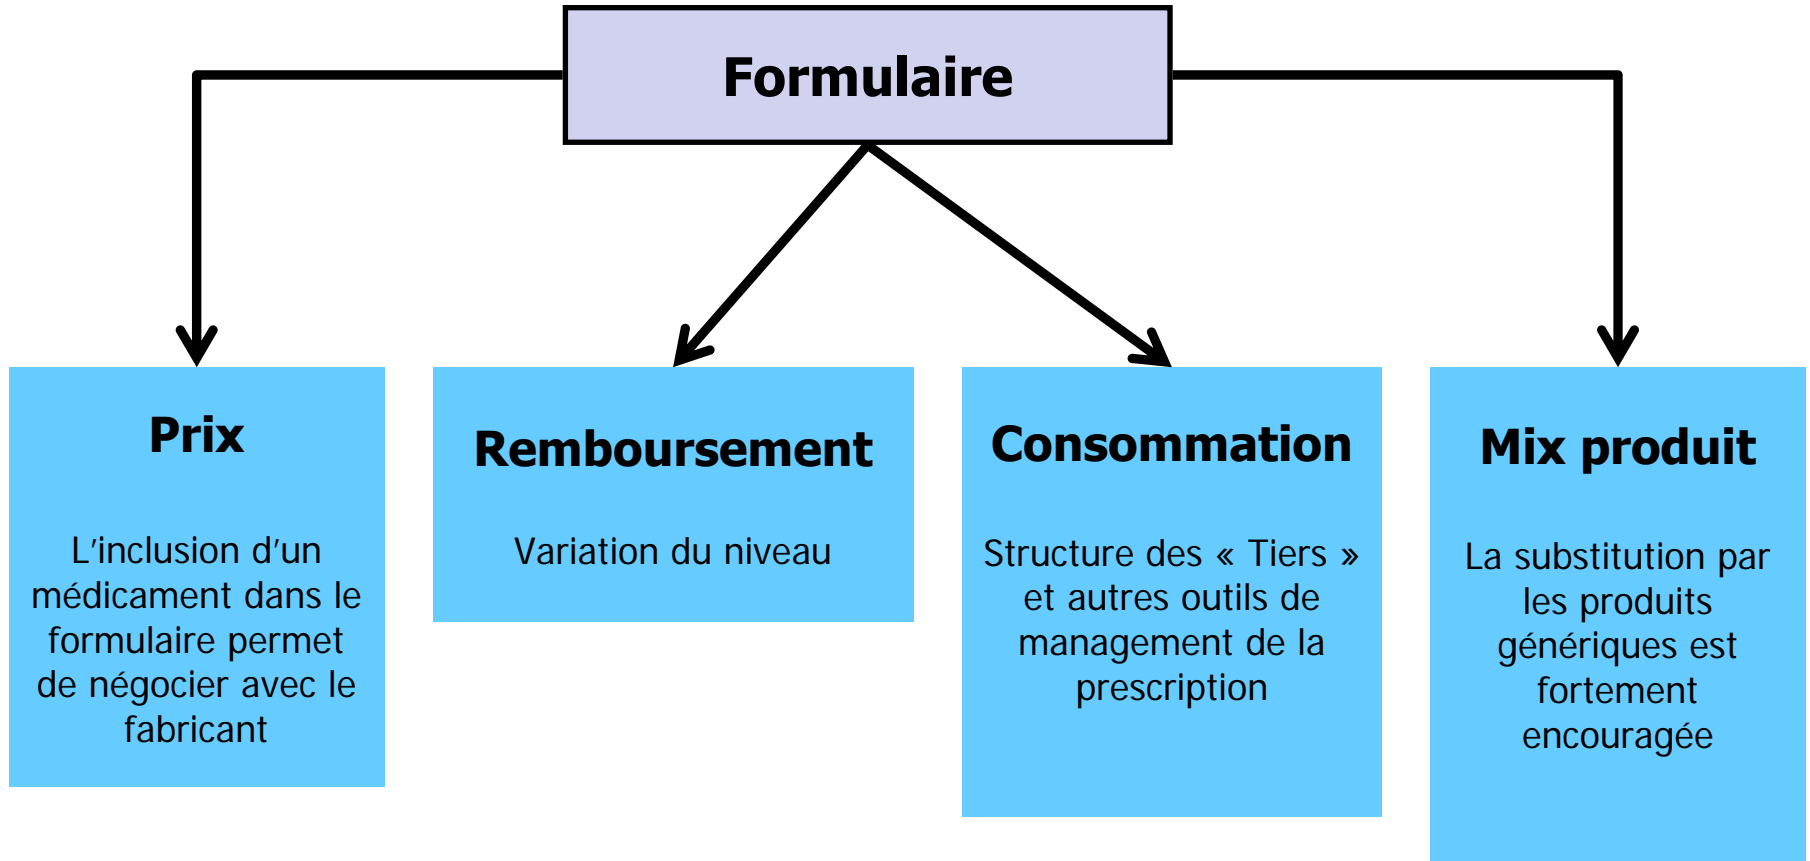 Formulaire
Prix
L'inclusion d'un
médicament dans le
formulaire permet
de négocier avec le
fabricant
Remboursement
Variation du niveau
Consommation
Structure des « Tiers »
et autres outils de
management de la
prescription
Mix produit
La substitution par
les produits
génériques est
fortement
encouragée